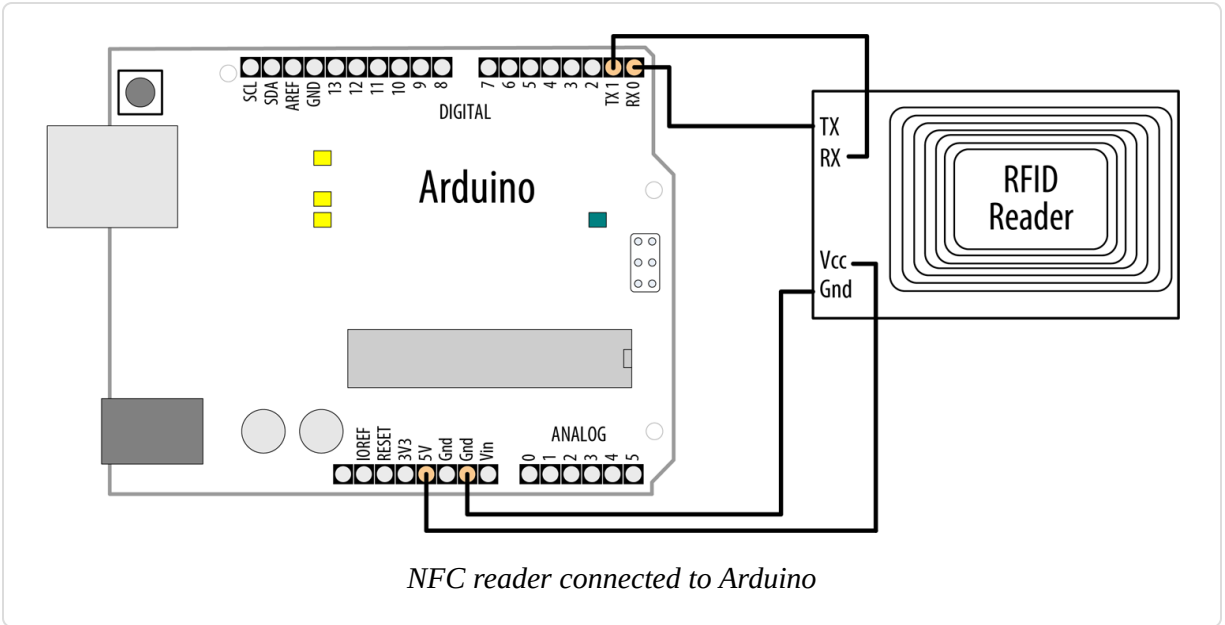 SCL
SDA
AREF
GND
13
12
11
10
9
8
7
6
5
4
3
2
TX 1
RX 0
DIGITAL
Arduino
TX
RX
RFID
Reader
Vcc
Gnd
IOREF
RESET
3V3
5V
Gnd
Gnd
Vin
ANALOG
0
1
2
3
4
5
NFC reader connected to Arduino